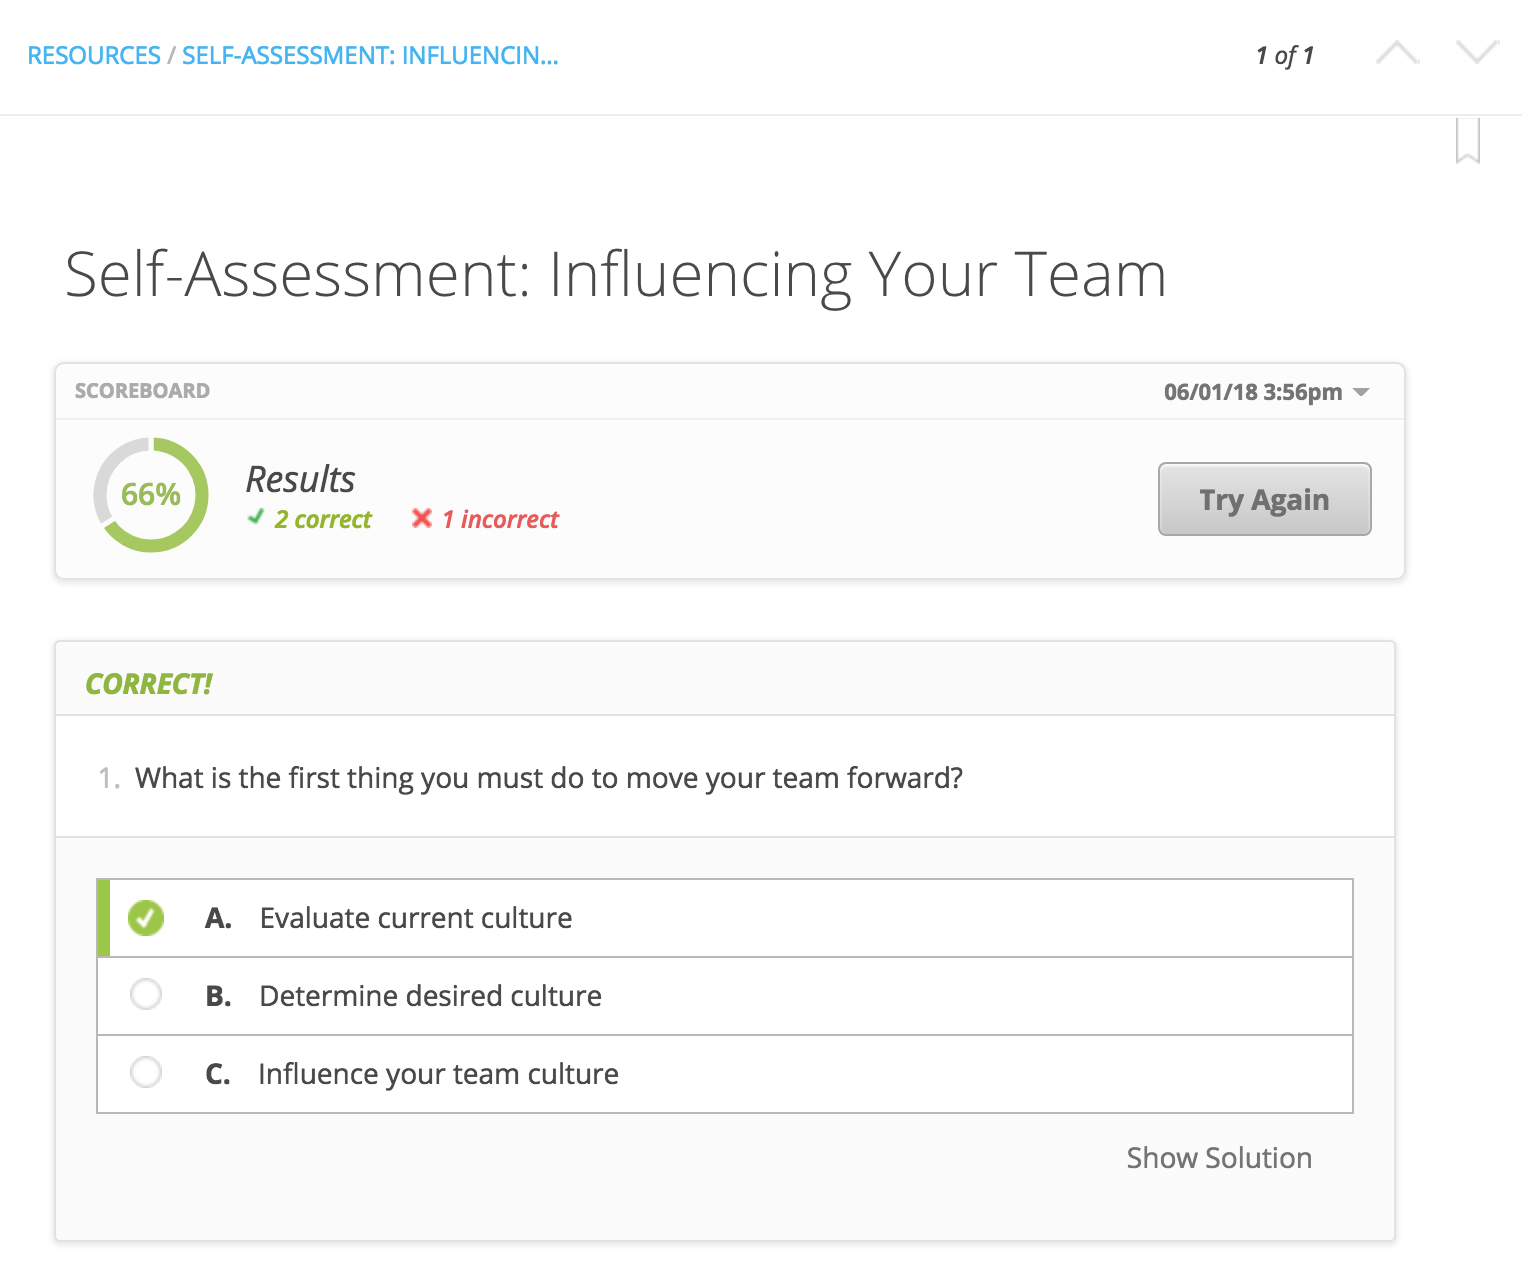 RESOURCES / SELF-ASSESSMENT: INFLUENCIN...
1 of 1
Self-Assessment: Influencing Your Team
SCOREBOARD
06/01/18 3:56pm
66%
Results
2 correct
1 incorrect
Try Again
CORRECT!
1. What is the first thing you must do to move your team forward?
A. Evaluate current culture
B. Determine desired culture
C. Influence your team culture
Show Solution